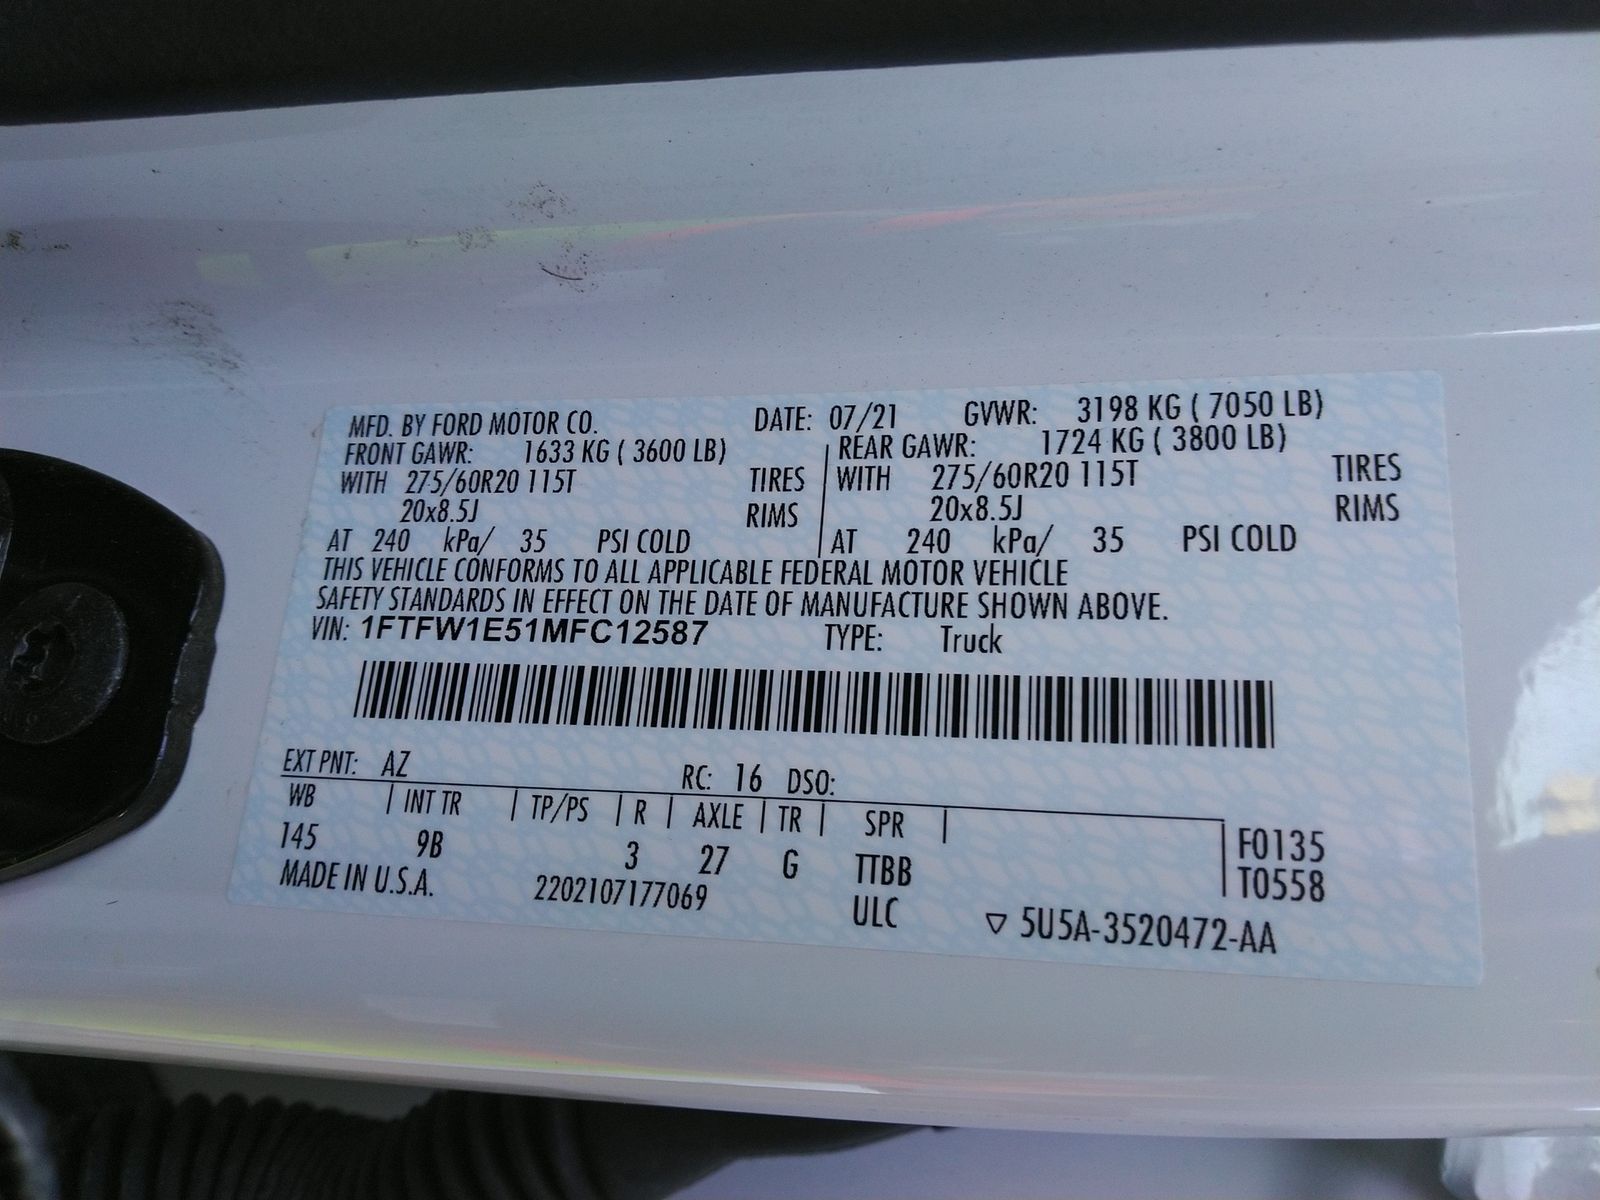 MFD. BY FORD MOTOR CO. DATE: 07/21 GVWR: 3198 KG ( 7050 LB)
FRONT GAWR: 1633 KG ( 3600 LB) REAR GAWR: 1724 KG ( 3800 LB)
WITH 275/60R20 115T TIRES WITH 275/60R20 115T TIRES
20x8.5J RIMS 20x8.5J RIMS
AT 240 kPa/ 35 PSI COLD AT 240 kPa/ 35 PSI COLD
THIS VEHICLE CONFORMS TO ALL APPLICABLE FEDERAL MOTOR VEHICLE
SAFETY STANDARDS IN EFFECT ON THE DATE OF MANUFACTURE SHOWN ABOVE.
VIN: 1FTFW1E51MFC12587 TYPE: Truck
EXT PNT: AZ RC: 16 DSO:
WB | INT TR | TP/PS | R | AXLE | TR | SPR | F0135
145 9B 3 27 G TTBB T0558
MADE IN U.S.A. 2202107177069 ULC ▽ 5U5A-3520472-AA